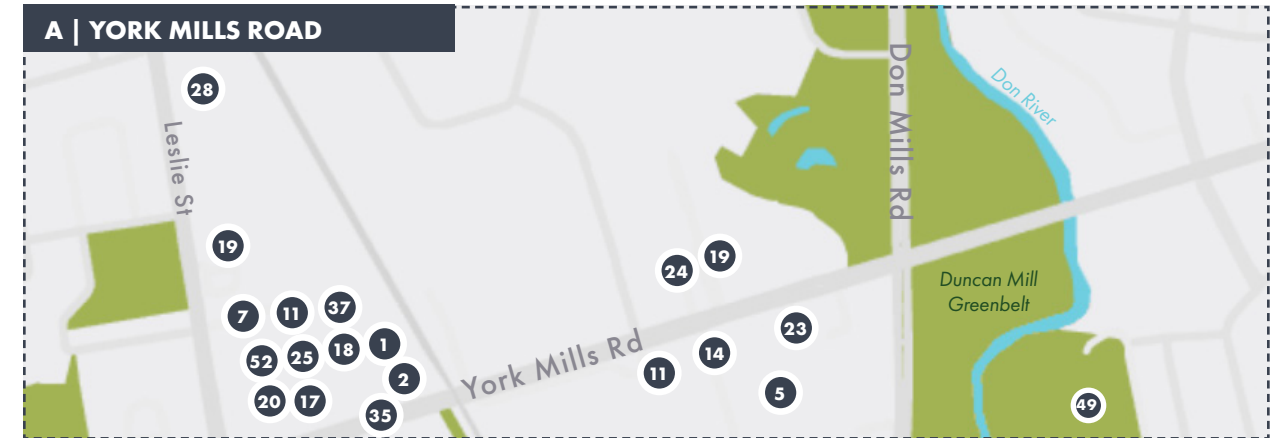 A | YORK MILLS ROAD
28
Leslie St
Don Mills Rd
Don River
19
24
19
7
11
37
Duncan Mill
Greenbelt
52
25
18
1
York Mills Rd
23
2
11
14
20
17
35
5
49